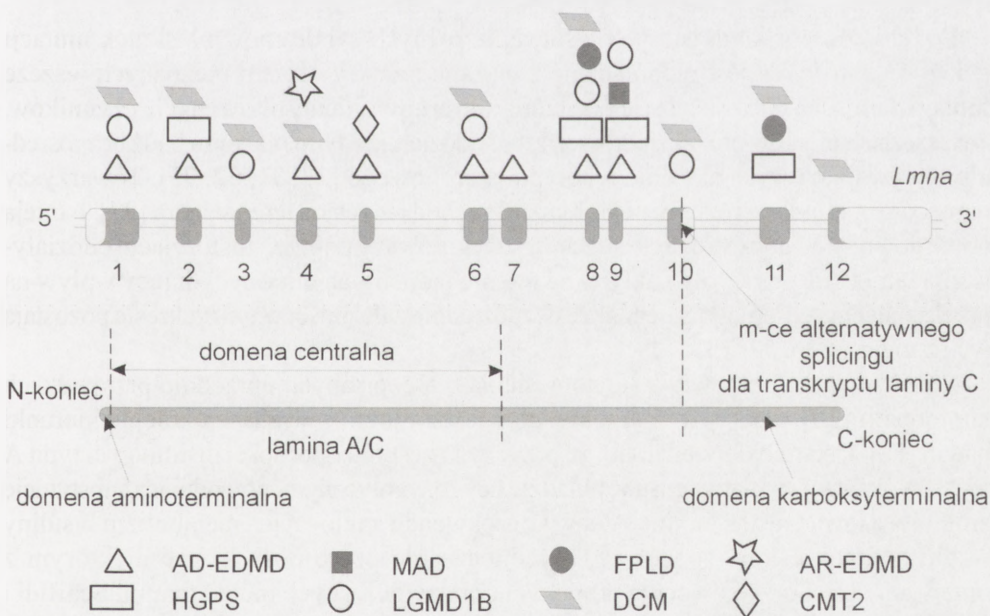 Lmna
5' 3'
1 2 3 4 5 6 7 8 9 10 11 12
m-ce alternatywnego
splicingu
dla transkryptu laminy C
domena centralna
N-koniec
lamina A/C
C-koniec
domena aminoterminalna
domena karboksyterminalna
AD-EDMD MAD FPLD AR-EDMD
HGPS LGMD1B DCM CMT2